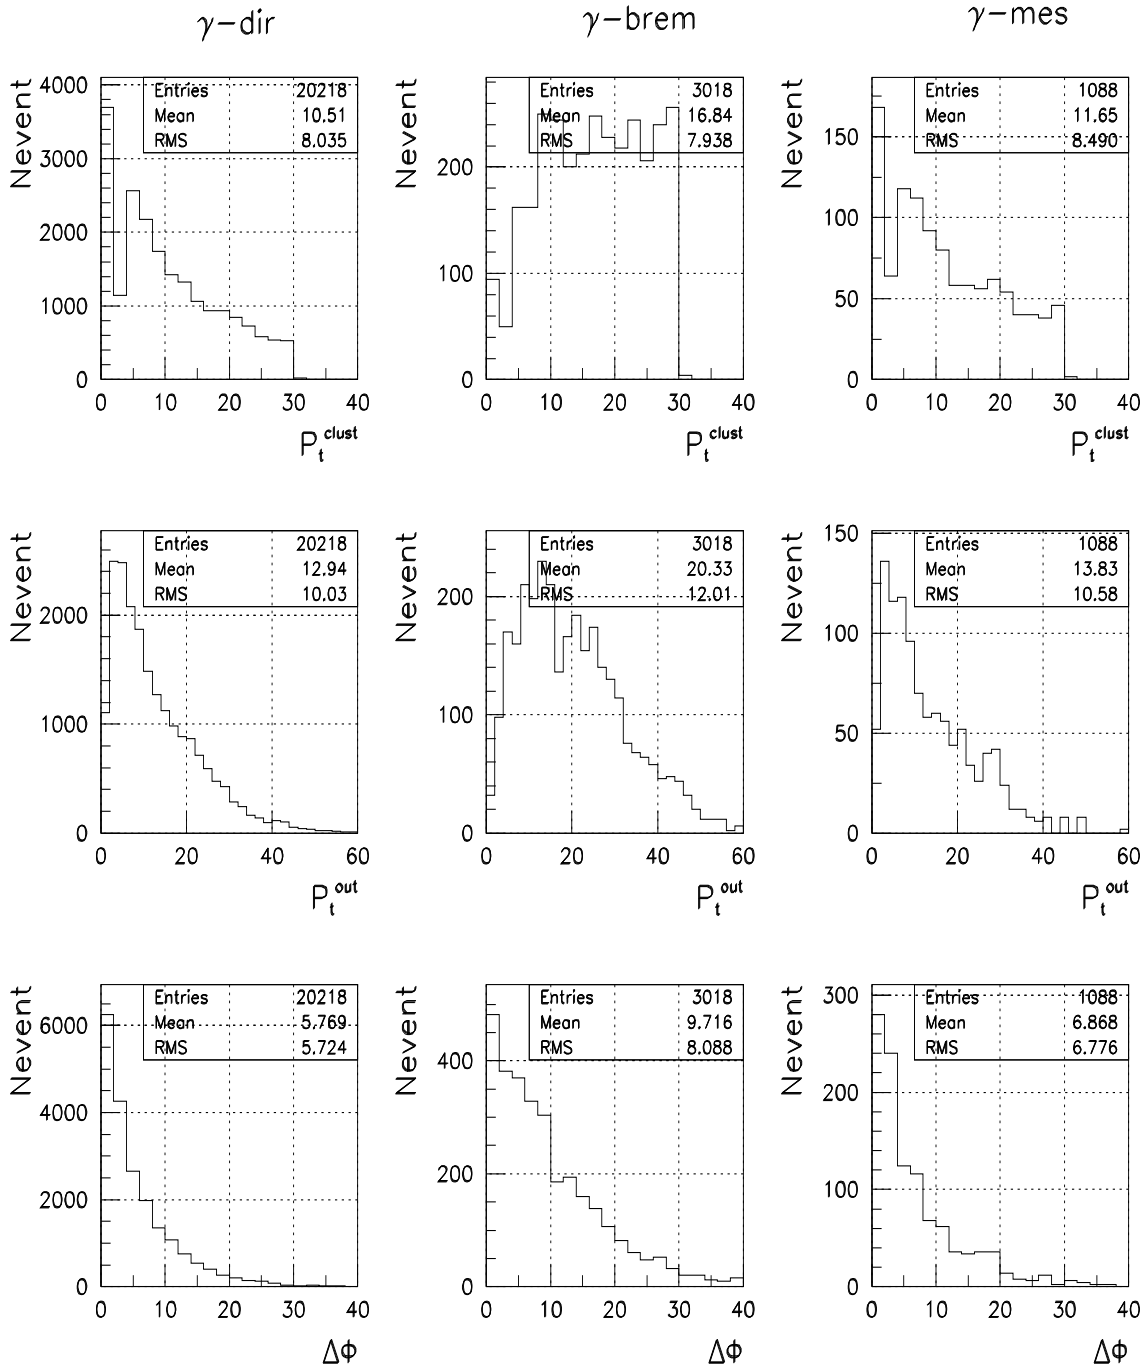 γ−dir γ−brem γ−mes
Nevent
4000
3000
2000
1000
0
Entries 20218
Mean 10.51
RMS 8.035
0 10 20 30 40
P_t^clust
Nevent
200
100
0
Entries 3018
Mean 16.84
RMS 7.938
0 10 20 30 40
P_t^clust
Nevent
150
100
50
0
Entries 1088
Mean 11.65
RMS 8.490
0 10 20 30 40
P_t^clust
Nevent
2000
1000
0
Entries 20218
Mean 12.94
RMS 10.03
0 20 40 60
P_t^out
Nevent
200
100
0
Entries 3018
Mean 20.33
RMS 12.01
0 20 40 60
P_t^out
Nevent
150
100
50
0
Entries 1088
Mean 13.83
RMS 10.58
0 20 40 60
P_t^out
Nevent
6000
4000
2000
0
Entries 20218
Mean 5.769
RMS 5.724
0 10 20 30 40
Δϕ
Nevent
400
200
0
Entries 3018
Mean 9.716
RMS 8.088
0 10 20 30 40
Δϕ
Nevent
300
200
100
0
Entries 1088
Mean 6.868
RMS 6.776
0 10 20 30 40
Δϕ